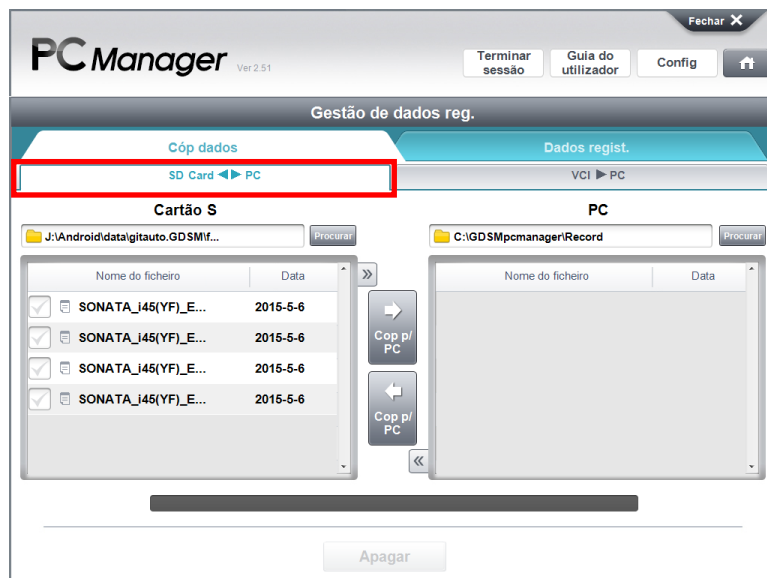 Fechar X
PC Manager Ver 2.51
Terminar sessão
Guia do utilizador
Config
Gestão de dados reg.
Cóp dados
Dados regist.
SD Card ◀▶ PC
VCI ▶ PC
Cartão S
PC
J:\Android\data\gitauto.GDSM\f...
Procurar
C:\GDSMpcmanager\Record
Procurar
Nome do ficheiro
Data
Nome do ficheiro
Data
SONATA_i45(YF)_E... 2015-5-6
SONATA_i45(YF)_E... 2015-5-6
SONATA_i45(YF)_E... 2015-5-6
SONATA_i45(YF)_E... 2015-5-6
Cop p/
PC
Cop p/
PC
Apagar